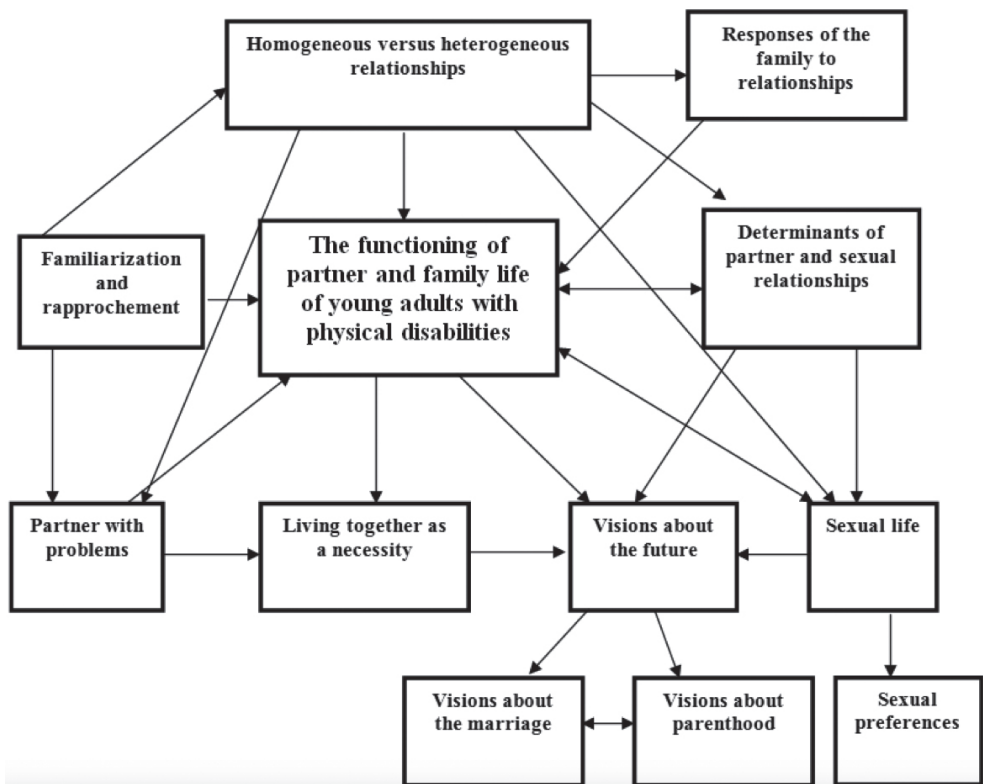 Homogeneous versus heterogeneous
relationships
Responses of the
family to
relationships
Familiarization
and
rapprochement
The functioning of
partner and family life
of young adults with
physical disabilities
Determinants of
partner and sexual
relationships
Partner with
problems
Living together as
a necessity
Visions about
the future
Sexual life
Visions about
the marriage
Visions about
parenthood
Sexual
preferences